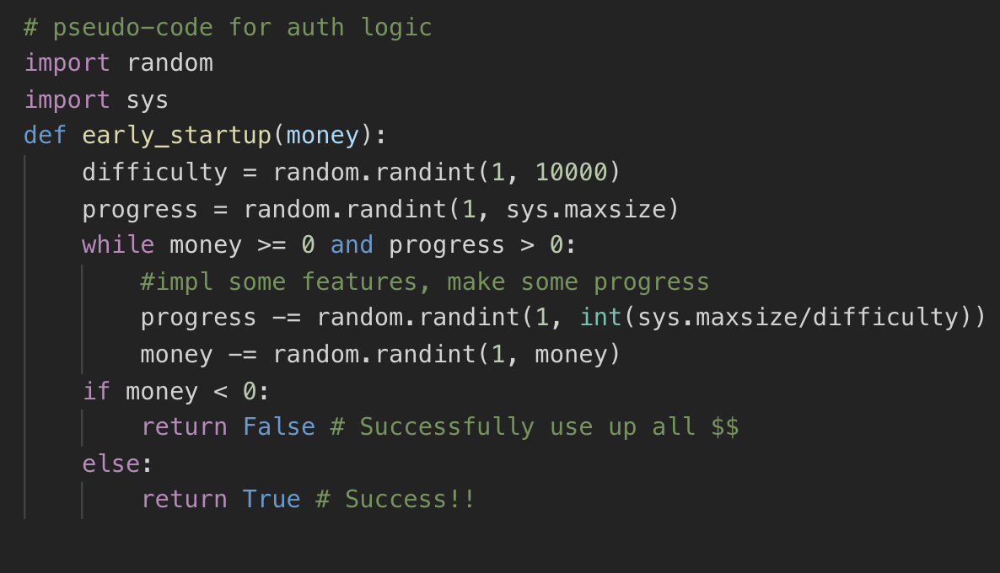 # pseudo-code for auth logic
import random
import sys
def early_startup(money):
    difficulty = random.randint(1, 10000)
    progress = random.randint(1, sys.maxsize)
    while money >= 0 and progress > 0:
        #impl some features, make some progress
        progress -= random.randint(1, int(sys.maxsize/difficulty))
        money -= random.randint(1, money)
    if money < 0:
        return False # Successfully use up all $$
    else:
        return True # Success!!